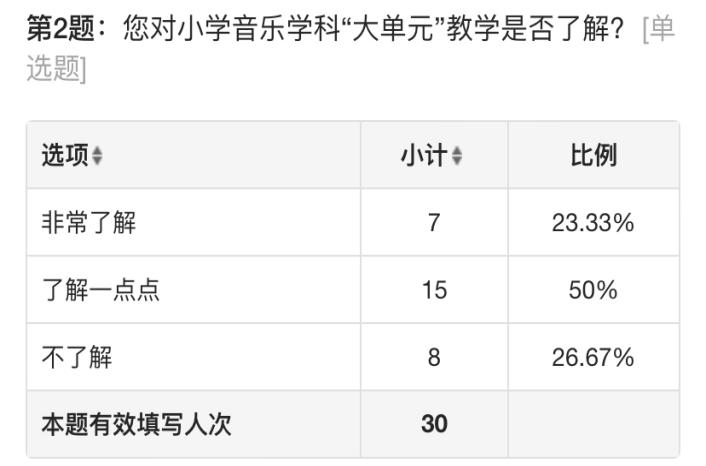 第2题：您对小学音乐学科“大单元”教学是否了解？ [单
选题]
选项 小计 比例
非常了解 7 23.33%
了解一点点 15 50%
不了解 8 26.67%
本题有效填写人次 30